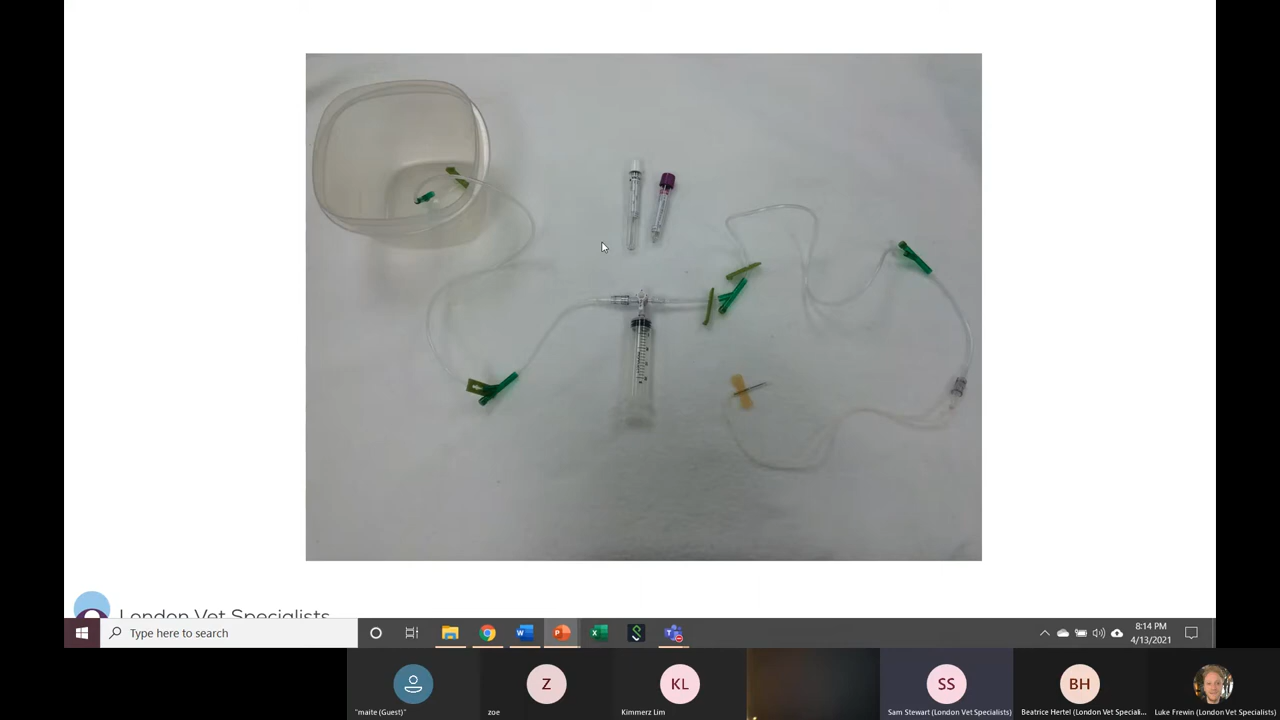 London Vet Specialists
Type here to search
8:14 PM
4/13/2021
Z
KL
SS
BH
"maite (Guest)"
zoe
Kimmerz Lim
Sam Stewart (London Vet Specialists)
Beatrice Hertel (London Vet Speciali...
Luke Frewin (London Vet Specialists)